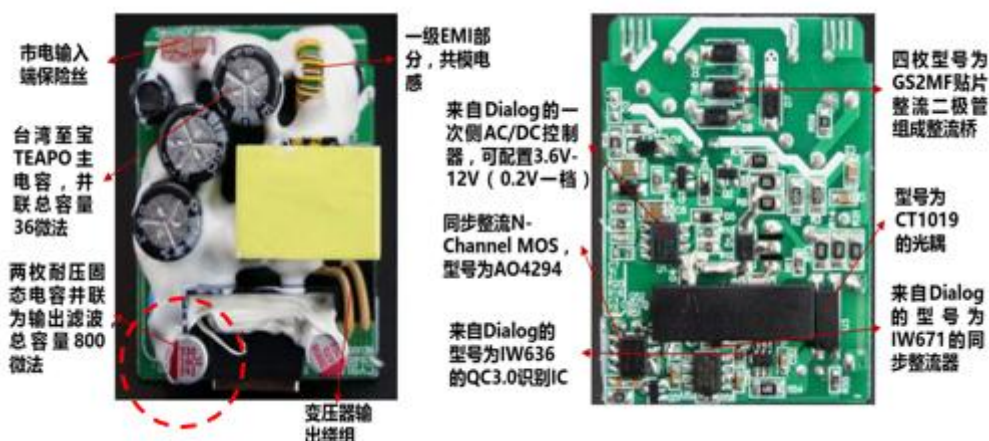 市电输入
端保险丝
台湾至宝
TEAPO 主
电容，并
联总容量
36微法
两枚耐压固
态电容并联
为输出滤波
总容量800
微法
一级EMI部
分，共模电
感
变压器输
出绕组
来自Dialog的一
次侧AC/DC控制
器，可配置3.6V-
12V（0.2V一档）
同步整流N-
Channel MOS，
型号为AO4294
来自Dialog的
型号为IW636
的QC3.0识别IC
四枚型号为
GS2MF贴片
整流二极管
组成整流桥
型号为
CT1019
的光耦
来自Dialog
的型号为
IW671的同
步整流器